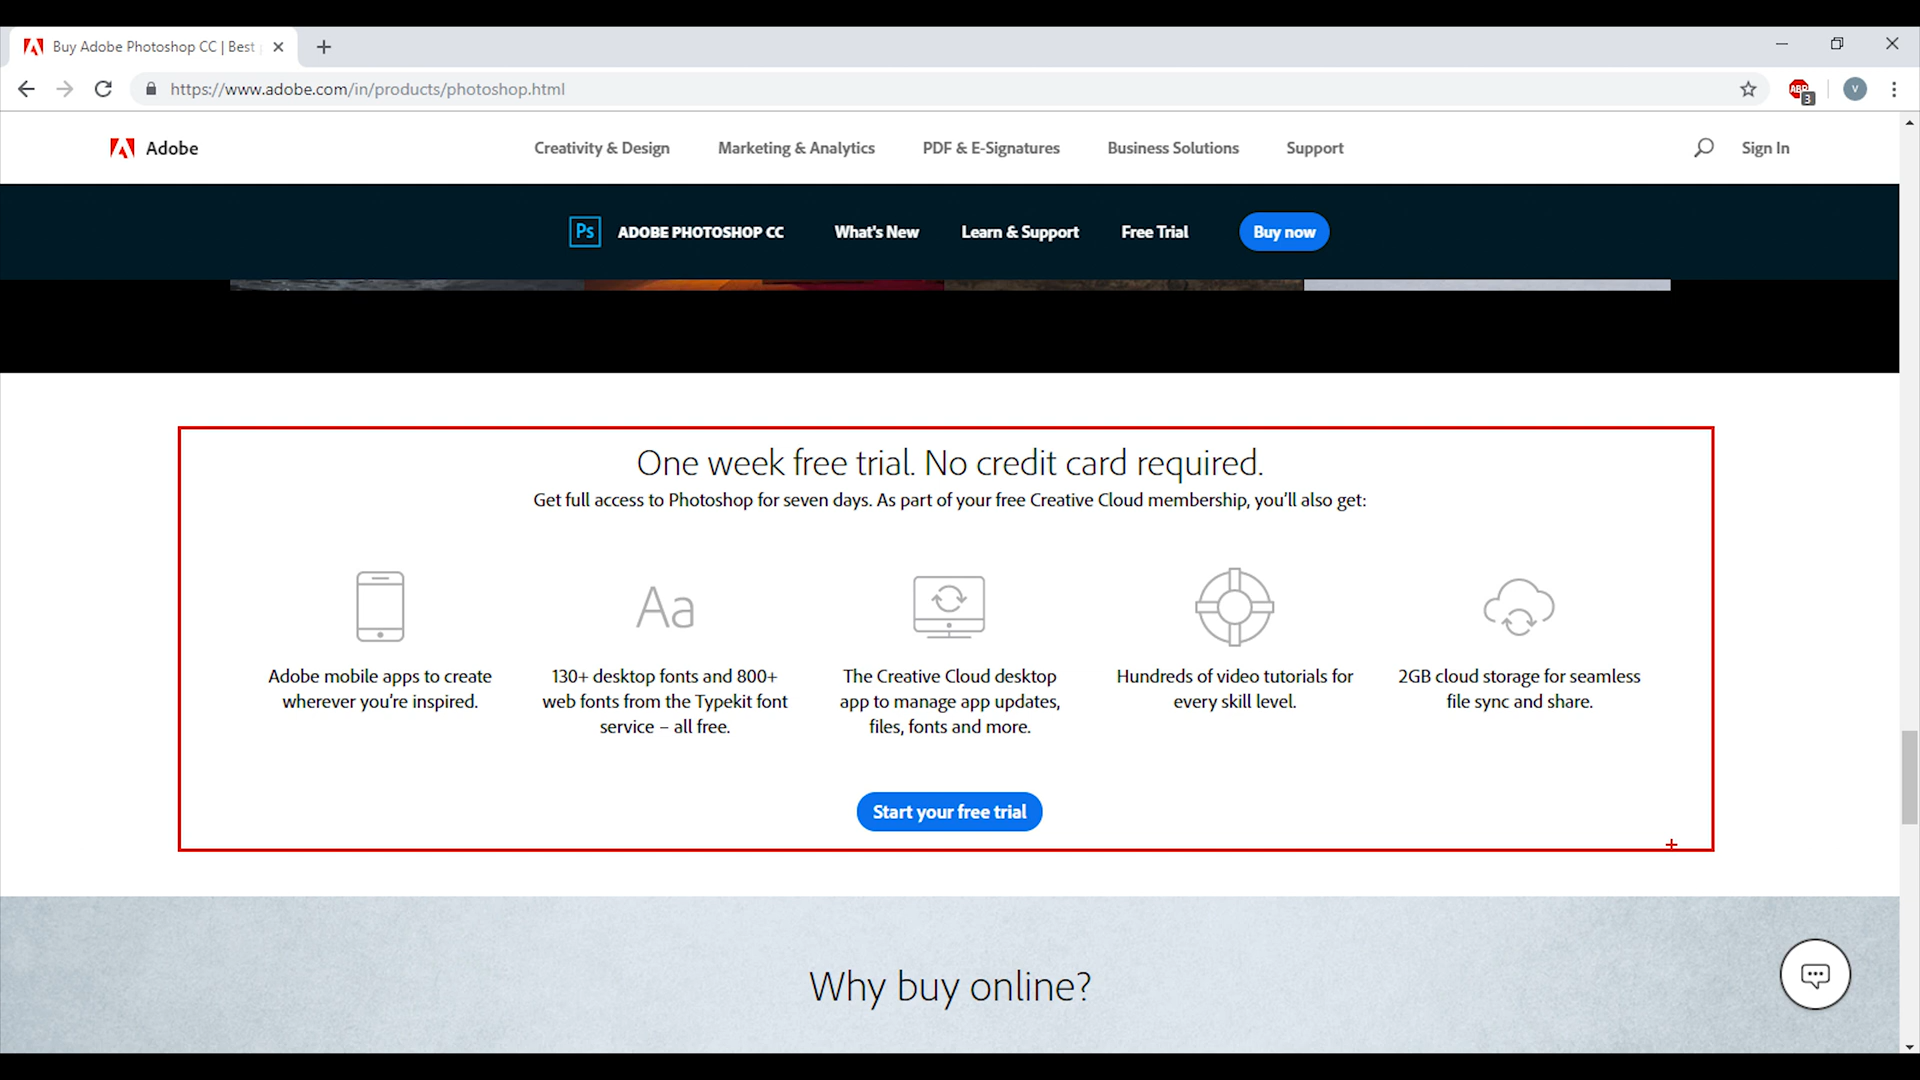 Buy Adobe Photoshop CC | Best
https://www.adobe.com/in/products/photoshop.html
ABP
3
V
Adobe
Creativity & Design
Marketing & Analytics
PDF & E-Signatures
Business Solutions
Support
Sign In
Ps
ADOBE PHOTOSHOP CC
What's New
Learn & Support
Free Trial
Buy now
One week free trial. No credit card required.
Get full access to Photoshop for seven days. As part of your free Creative Cloud membership, you'll also get:
Aa
Adobe mobile apps to create
wherever you're inspired.
130+ desktop fonts and 800+
web fonts from the Typekit font
service – all free.
The Creative Cloud desktop
app to manage app updates,
files, fonts and more.
Hundreds of video tutorials for
every skill level.
2GB cloud storage for seamless
file sync and share.
Start your free trial
Why buy online?